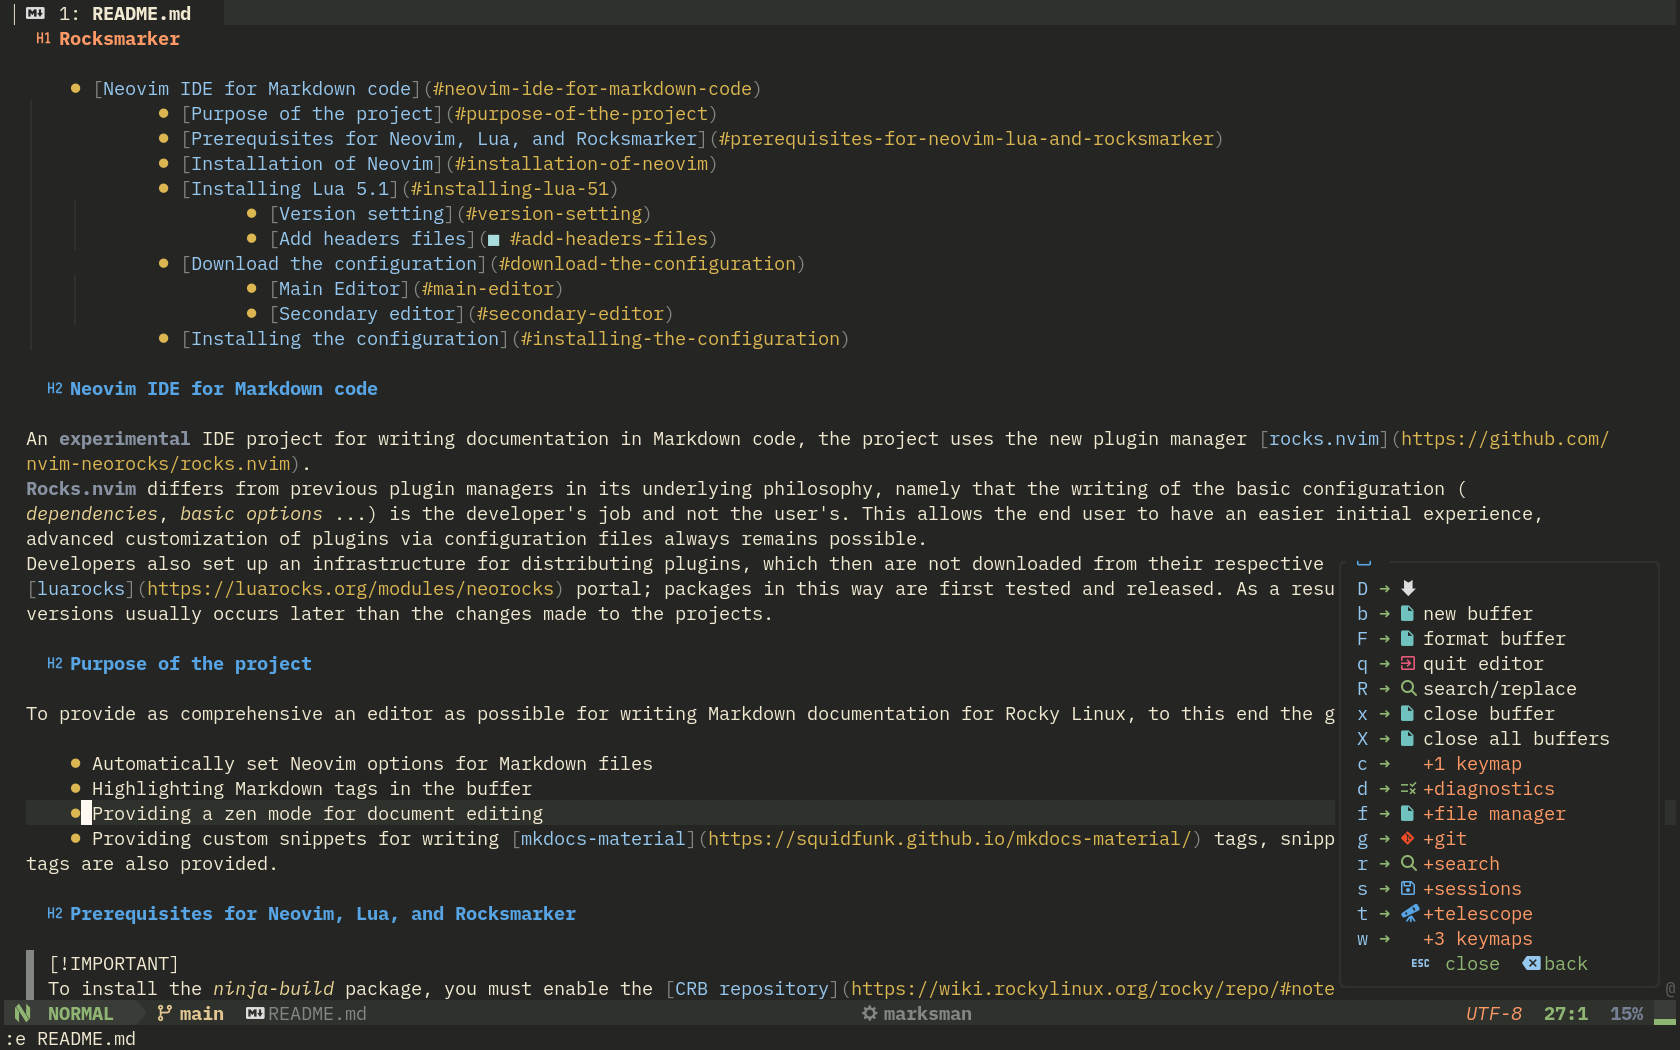 1: README.md
H1 Rocksmarker
● [Neovim IDE for Markdown code](#neovim-ide-for-markdown-code)
● [Purpose of the project](#purpose-of-the-project)
● [Prerequisites for Neovim, Lua, and Rocksmarker](#prerequisites-for-neovim-lua-and-rocksmarker)
● [Installation of Neovim](#installation-of-neovim)
● [Installing Lua 5.1](#installing-lua-51)
● [Version setting](#version-setting)
● [Add headers files](■ #add-headers-files)
● [Download the configuration](#download-the-configuration)
● [Main Editor](#main-editor)
● [Secondary editor](#secondary-editor)
● [Installing the configuration](#installing-the-configuration)
H2 Neovim IDE for Markdown code
An experimental IDE project for writing documentation in Markdown code, the project uses the new plugin manager [rocks.nvim](https://github.com/
nvim-neorocks/rocks.nvim).
Rocks.nvim differs from previous plugin managers in its underlying philosophy, namely that the writing of the basic configuration (
dependencies, basic options ...) is the developer's job and not the user's. This allows the end user to have an easier initial experience,
advanced customization of plugins via configuration files always remains possible.
Developers also set up an infrastructure for distributing plugins, which then are not downloaded from their respective
[luarocks](https://luarocks.org/modules/neorocks) portal; packages in this way are first tested and released. As a resu
versions usually occurs later than the changes made to the projects.
H2 Purpose of the project
To provide as comprehensive an editor as possible for writing Markdown documentation for Rocky Linux, to this end the g
● Automatically set Neovim options for Markdown files
● Highlighting Markdown tags in the buffer
● Providing a zen mode for document editing
● Providing custom snippets for writing [mkdocs-material](https://squidfunk.github.io/mkdocs-material/) tags, snipp
tags are also provided.
H2 Prerequisites for Neovim, Lua, and Rocksmarker
[!IMPORTANT]
To install the ninja-build package, you must enable the [CRB repository](https://wiki.rockylinux.org/rocky/repo/#note
D →
b → new buffer
F → format buffer
q → quit editor
R → search/replace
x → close buffer
X → close all buffers
c → +1 keymap
d → +diagnostics
f → +file manager
g → +git
r → +search
s → +sessions
t → +telescope
w → +3 keymaps
ESC close back
@
NORMAL main README.md marksman UTF-8 27:1 15%
:e README.md